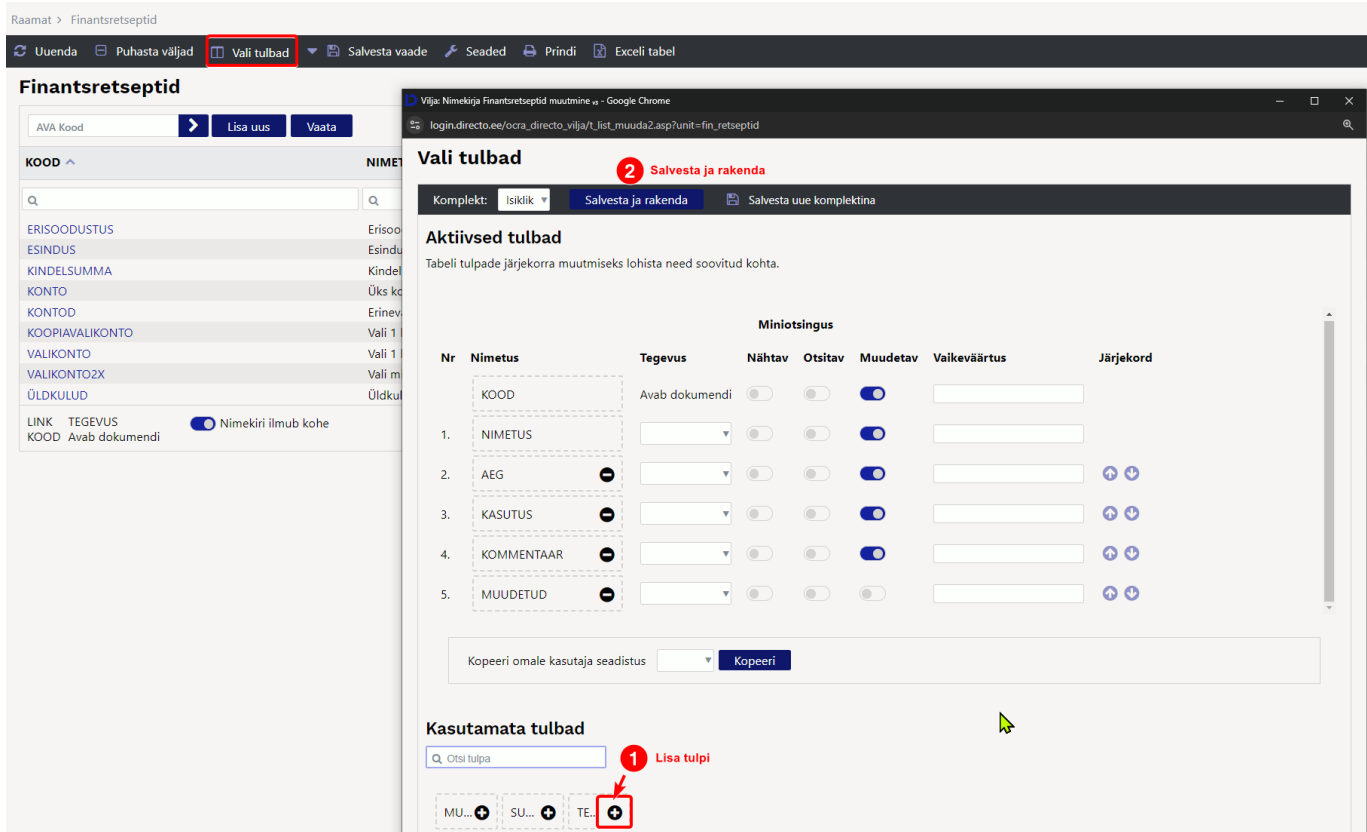 Raamat > Finantsretseptid
Uuenda Puhasta väljad Vali tulbad Salvesta vaade Seaded Prindi Exceli tabel
Finantsretseptid
AVA Kood Lisa uus Vaata
KOOD NIMET
ERISOODUSTUS Erisoo
ESINDUS Esindu
KINDELSUMMA Kindel
KONTO Üks ko
KONTOD Erinev
KOOPIAVALIKONTO Vali 1
VALIKONTO Vali 1
VALIKONTO2X Vali m
ÜLDKULUD Üldkul
LINK TEGEVUS
KOOD Avab dokumendi
Nimekiri ilmub kohe
Vilja: Nimekirja Finantsretseptid muutmine v3 - Google Chrome
login.directo.ee/ocra_directo_vilja/t_list_muuda2.asp?unit=fin_retseptid
Vali tulbad
2 Salvesta ja rakenda
Komplekt: Isiklik Salvesta ja rakenda Salvesta uue komplektina
Aktiivsed tulbad
Tabeli tulpade järjekorra muutmiseks lohista need soovitud kohta.
Miniotsingus
Nr Nimetus Tegevus Nähtav Otsitav Muudetav Vaikeväärtus Järjekord
KOOD Avab dokumendi
1. NIMETUS
2. AEG
3. KASUTUS
4. KOMMENTAAR
5. MUUDETUD
Kopeeri omale kasutaja seadistus Kopeeri
Kasutamata tulbad
Otsi tulpa
1 Lisa tulpi
MU... SU... TE...